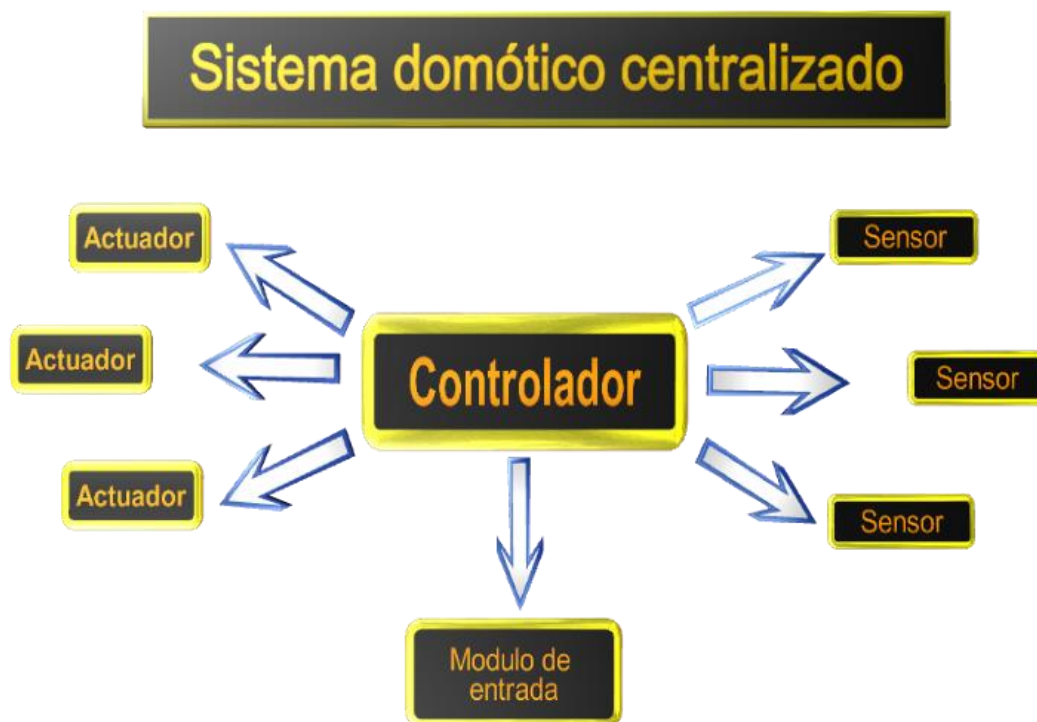 Sistema domótico centralizado
Actuador
Sensor
Actuador
Controlador
Sensor
Actuador
Sensor
Modulo de
entrada